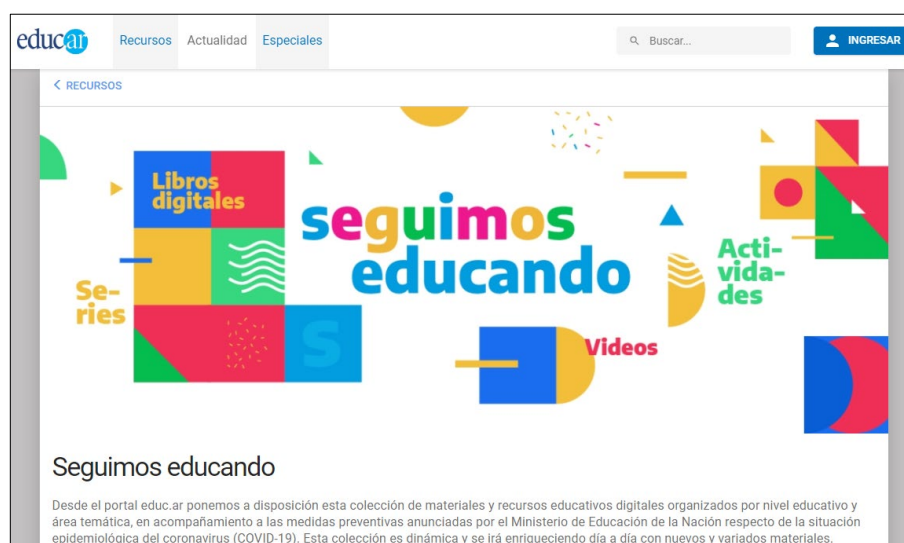 educar
Recursos Actualidad Especiales
Buscar...
INGRESAR
RECURSOS
Libros
digitales
seguimos
educando
Acti-
vida-
des
Se-
ries
S
Videos
Seguimos educando
Desde el portal educ.ar ponemos a disposición esta colección de materiales y recursos educativos digitales organizados por nivel educativo y
área temática, en acompañamiento a las medidas preventivas anunciadas por el Ministerio de Educación de la Nación respecto de la situación
epidemiológica del coronavirus (COVID-19). Esta colección es dinámica y se irá enriqueciendo día a día con nuevos y variados materiales.